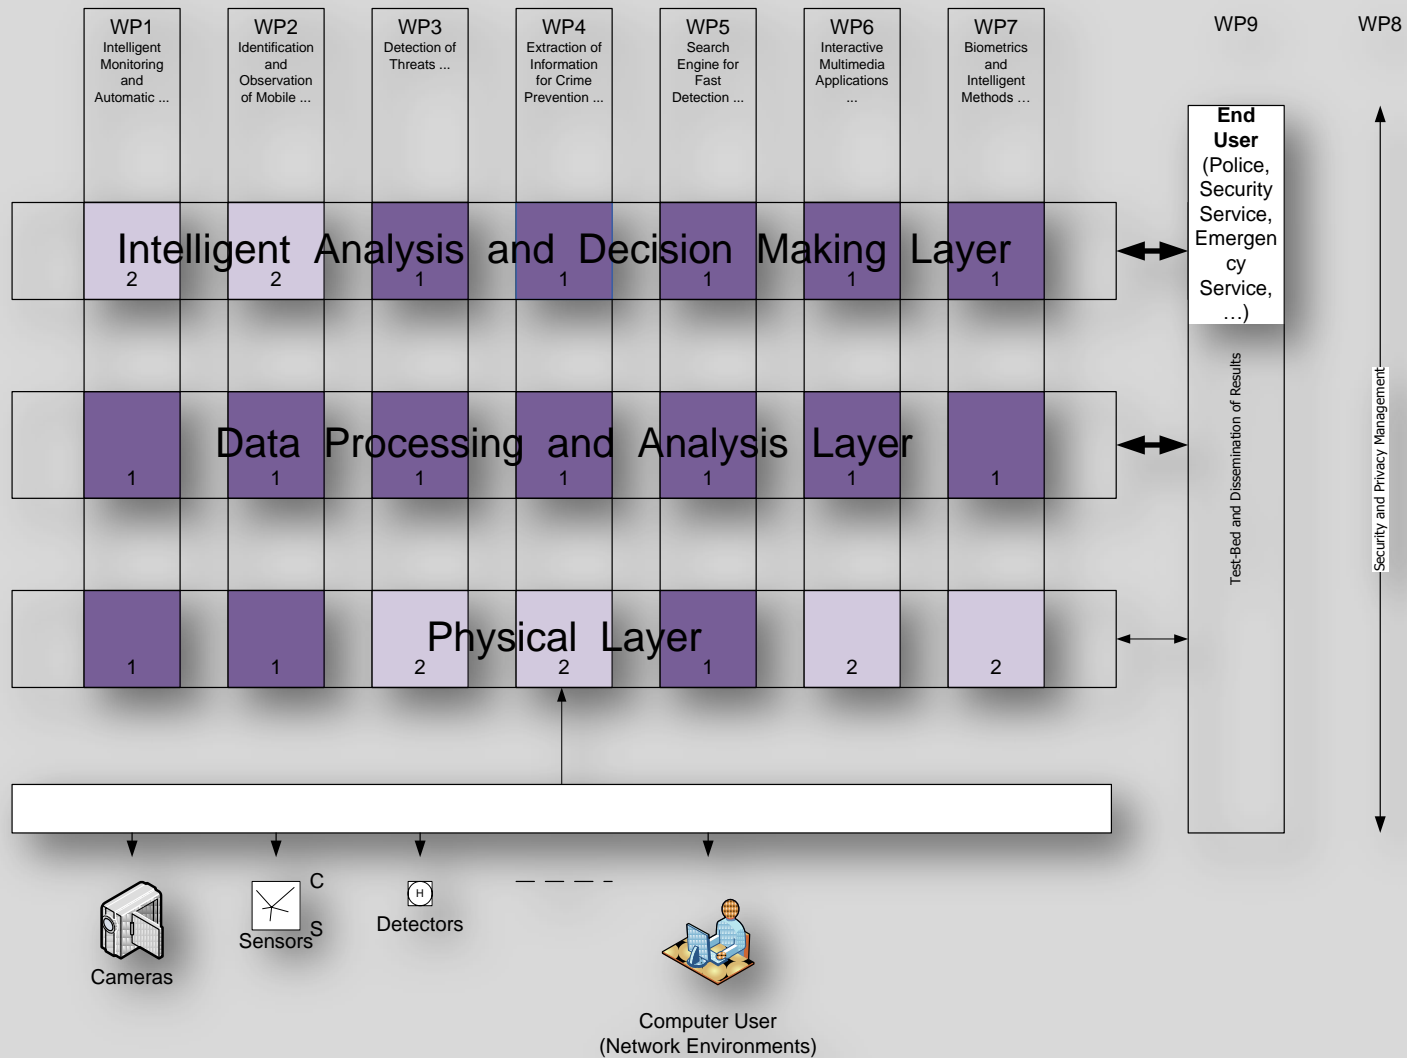 WP1
Intelligent
Monitoring
and
Automatic ...
WP2
Identification
and
Observation
of Mobile ...
WP3
Detection of
Threats ...
WP4
Extraction of
Information
for Crime
Prevention ...
WP5
Search
Engine for
Fast
Detection ...
WP6
Interactive
Multimedia
Applications
...
WP7
Biometrics
and
Intelligent
Methods ...
WP9
WP8
End
User
(Police,
Security
Service,
Emergen
cy
Service,
...)
Intelligent Analysis and Decision Making Layer
2 2 1 1 1 1 1
Data Processing and Analysis Layer
1 1 1 1 1 1 1
Physical Layer
1 1 2 2 1 2 2
Test-Bed and Dissemination of Results
Security and Privacy Management
Cameras
C
S
Sensors
H
Detectors
Computer User
(Network Environments)